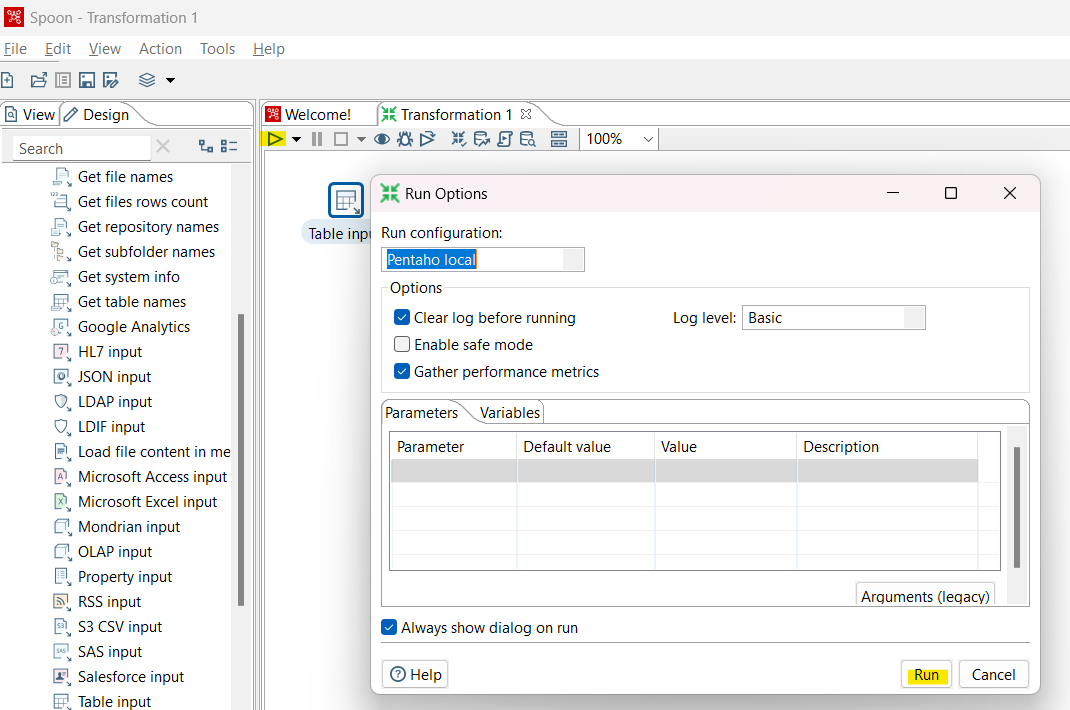 Spoon - Transformation 1
File Edit View Action Tools Help
View Design
Welcome! Transformation 1
Search
100%
Get file names
Get files rows count
Get repository names
Get subfolder names
Get system info
Get table names
Google Analytics
HL7 input
JSON input
LDAP input
LDIF input
Load file content in me
Microsoft Access input
Microsoft Excel input
Mondrian input
OLAP input
Property input
RSS input
S3 CSV input
SAS input
Salesforce input
Table input
Table inpu
Run Options
Run configuration:
Pentaho local
Options
Clear log before running
Log level: Basic
Enable safe mode
Gather performance metrics
Parameters Variables
Parameter Default value Value Description
Arguments (legacy)
Always show dialog on run
Help Run Cancel